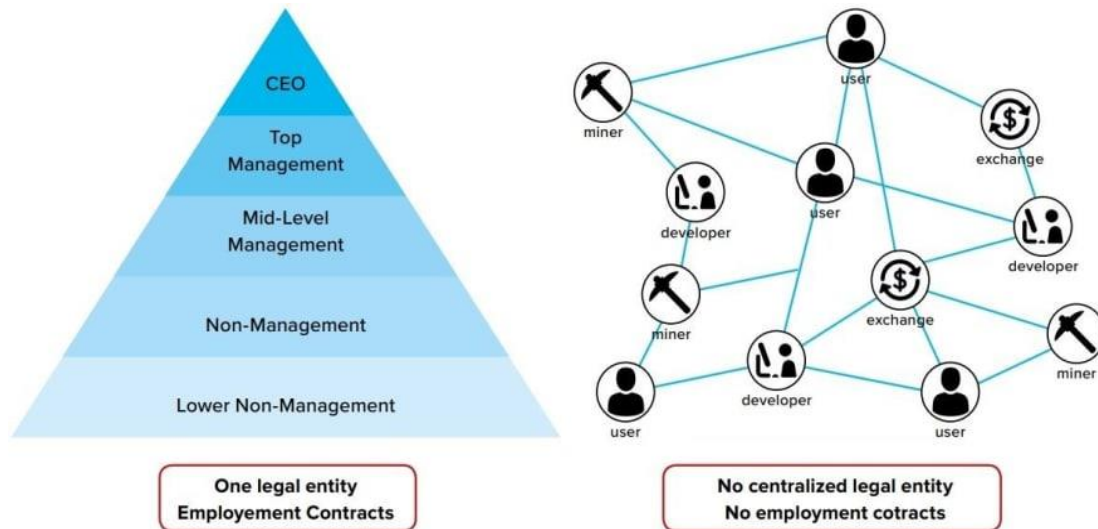 CEO
Top
Management
Mid-Level
Management
Non-Management
Lower Non-Management
One legal entity
Employement Contracts
user
miner
exchange
user
developer
developer
miner
exchange
miner
developer
user
user
No centralized legal entity
No employment cotracts